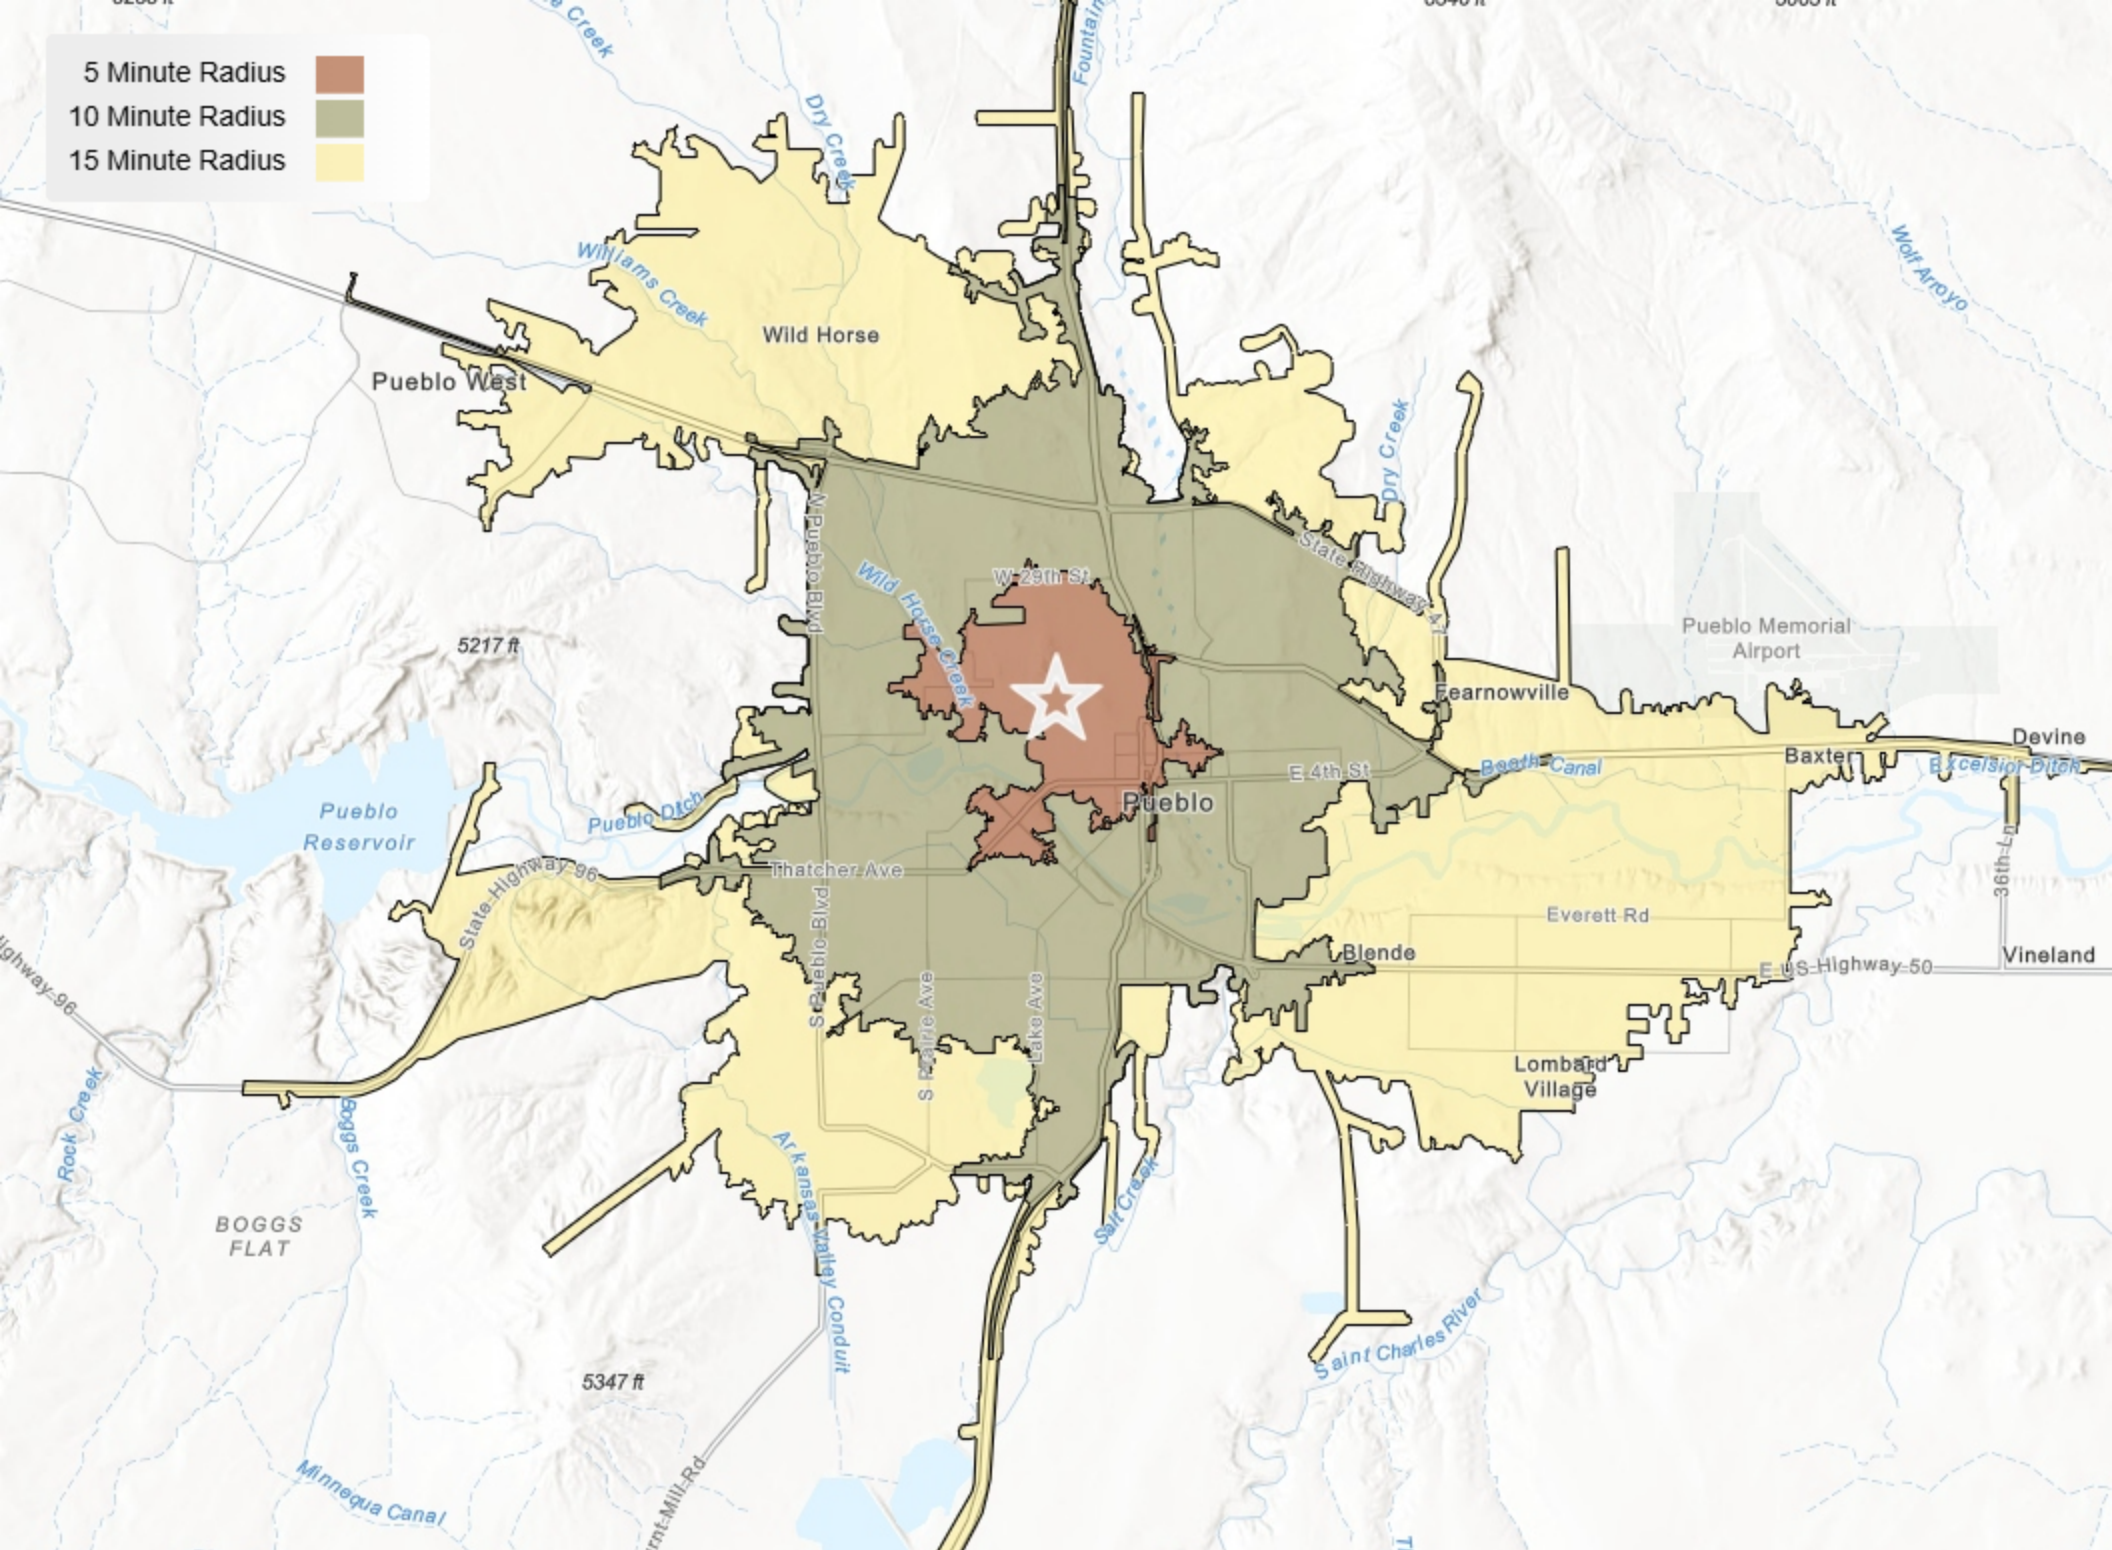 5 Minute Radius
10 Minute Radius
15 Minute Radius
Creek
Dry Creek
Fountain
Wolf Arroyo
Williams Creek
Wild Horse
Pueblo West
Dry Creek
N Pueblo Blvd
State Highway 47
W 29th St
Wild Horse Creek
5217 ft
Pueblo Memorial
Airport
Fearnowville
Devine
Baxter
Booth Canal
Excelsior Ditch
E 4th St
Pueblo
Pueblo
Reservoir
Pueblo Ditch
Thatcher Ave
State Highway 96
Highway 96
36th Ln
Everett Rd
Blende
Vineland
E US Highway 50
S Pueblo Blvd
S Prairie Ave
Lake Ave
Lombard
Village
Rock Creek
Boggs Creek
Arkansas Valley Conduit
Salt Creek
BOGGS
FLAT
Saint Charles River
5347 ft
Minnequa Canal
Mill Rd